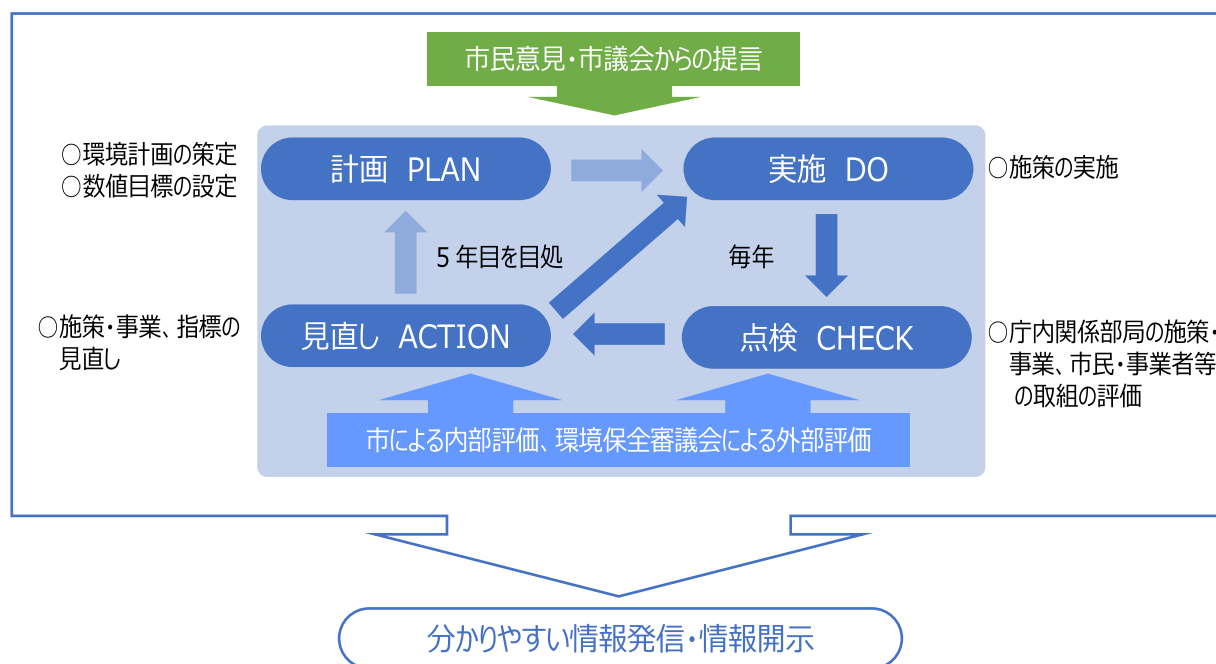 市民意見・市議会からの提言
○環境計画の策定
○数値目標の設定
計画 PLAN
実施 DO
○施策の実施
5 年目を目処
毎年
○施策・事業、指標の
見直し
見直し ACTION
点検 CHECK
○庁内関係部局の施策・
事業、市民・事業者等
の取組の評価
市による内部評価、環境保全審議会による外部評価
分かりやすい情報発信・情報開示